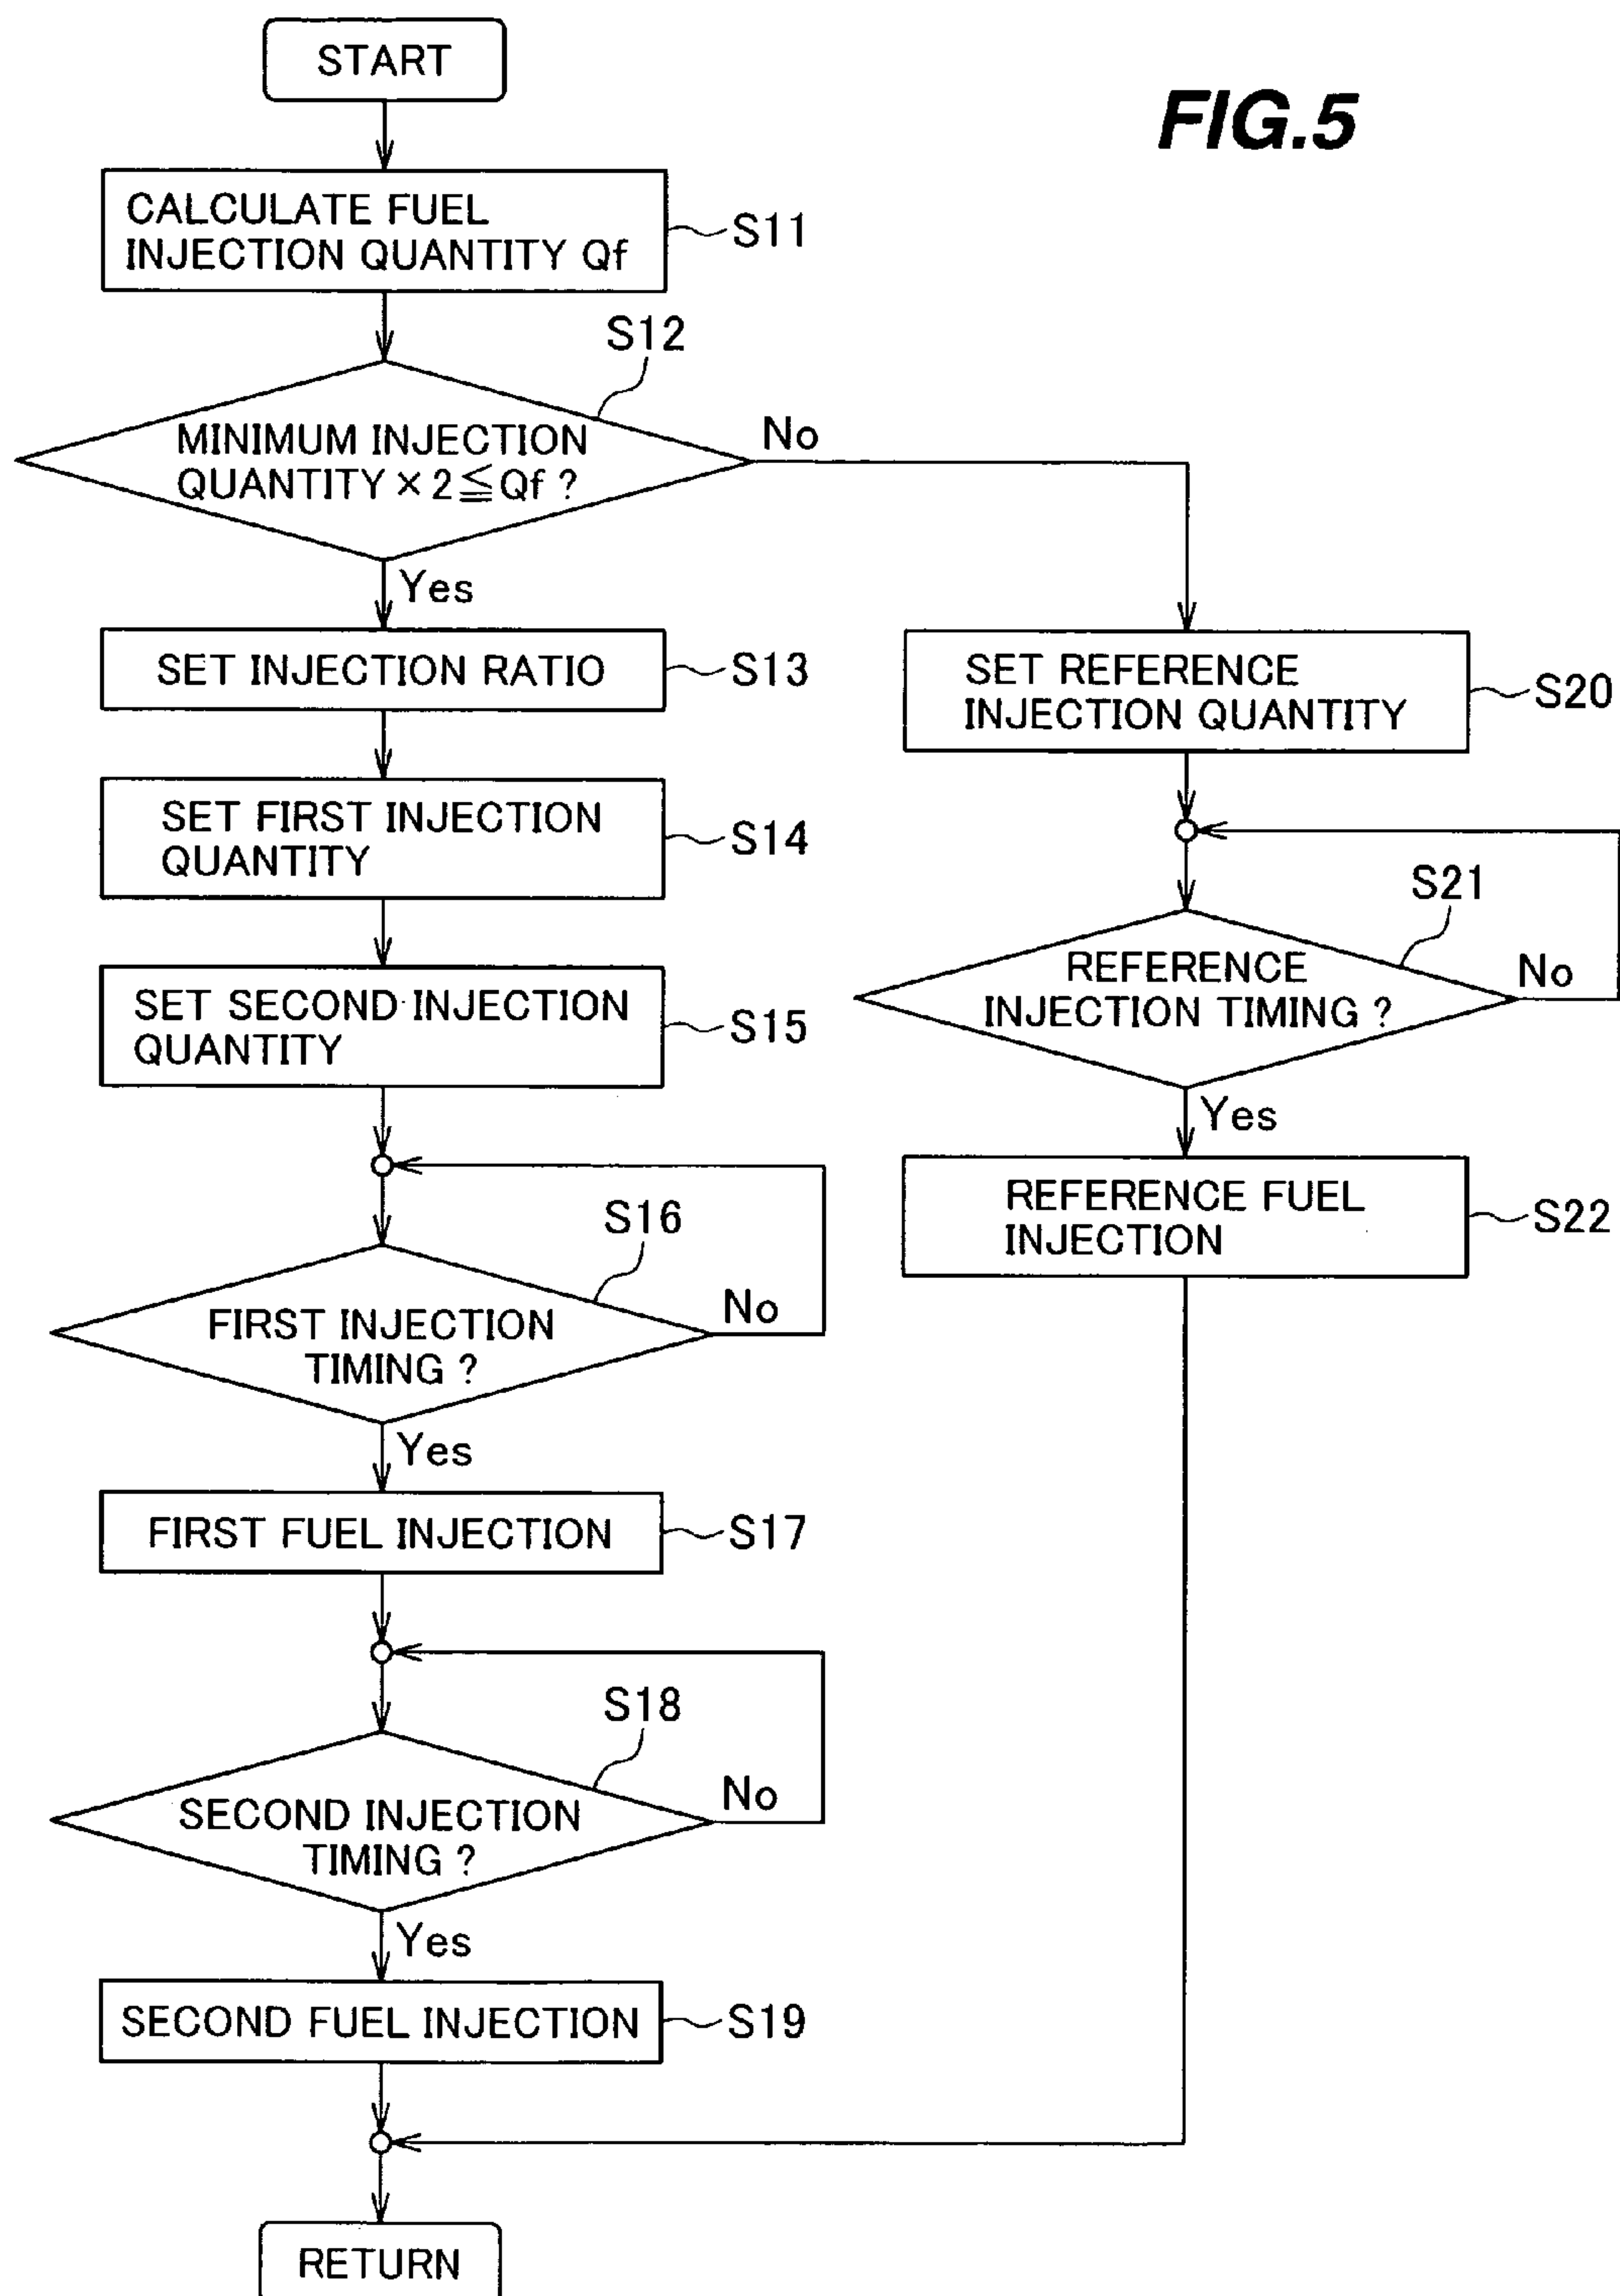 START
FIG.5
CALCULATE FUEL
INJECTION QUANTITY Qf
S11
S12
MINIMUM INJECTION
QUANTITY × 2 ≦ Qf ?
No
Yes
SET INJECTION RATIO
S13
SET FIRST INJECTION
QUANTITY
S14
SET SECOND INJECTION
QUANTITY
S15
S16
FIRST INJECTION
TIMING ?
No
Yes
FIRST FUEL INJECTION
S17
S18
SECOND INJECTION
TIMING ?
No
Yes
SECOND FUEL INJECTION
S19
SET REFERENCE
INJECTION QUANTITY
S20
S21
REFERENCE
INJECTION TIMING ?
No
Yes
REFERENCE FUEL
INJECTION
S22
RETURN